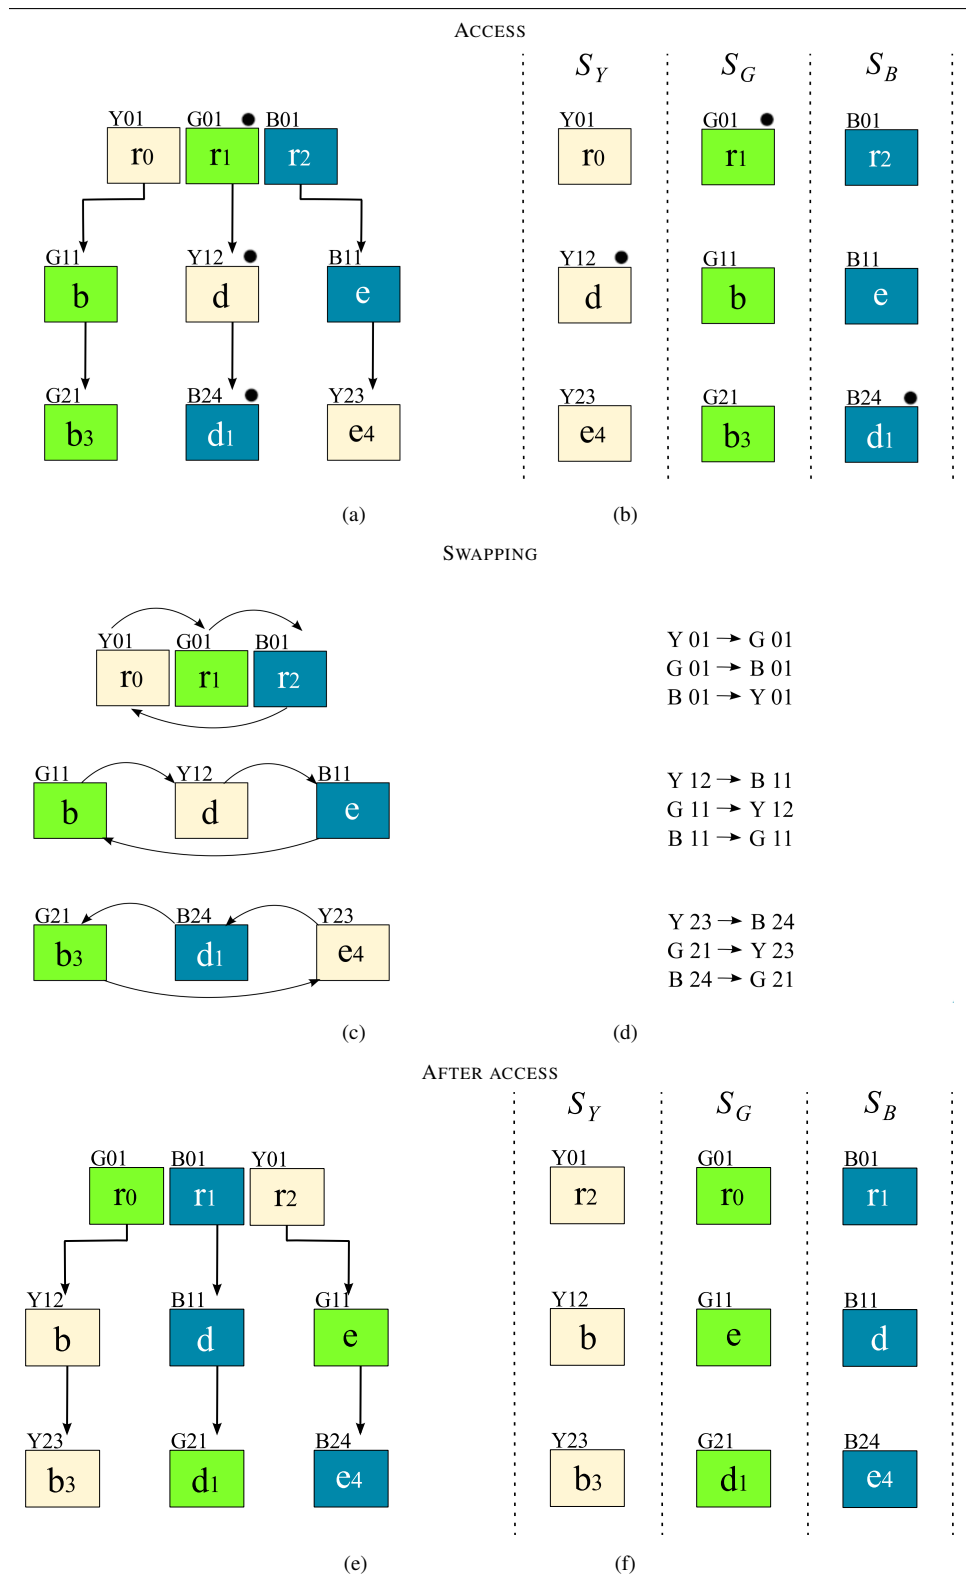 ACCESS
S_Y S_G S_B
Y01 G01 B01 Y01 G01 B01
r0 r1 r2 r0 r1 r2
G11 Y12 B11 Y12 G11 B11
b d e d b e
G21 B24 Y23 Y23 G21 B24
b3 d1 e4 e4 b3 d1
(a) (b)
SWAPPING
Y01 G01 B01
r0 r1 r2
Y 01 → G 01
G 01 → B 01
B 01 → Y 01
G11 Y12 B11
b d e
Y 12 → B 11
G 11 → Y 12
B 11 → G 11
G21 B24 Y23
b3 d1 e4
Y 23 → B 24
G 21 → Y 23
B 24 → G 21
(c) (d)
AFTER ACCESS
S_Y S_G S_B
G01 B01 Y01 Y01 G01 B01
r0 r1 r2 r2 r0 r1
Y12 B11 G11 Y12 G11 B11
b d e b e d
Y23 G21 B24 Y23 G21 B24
b3 d1 e4 b3 d1 e4
(e) (f)